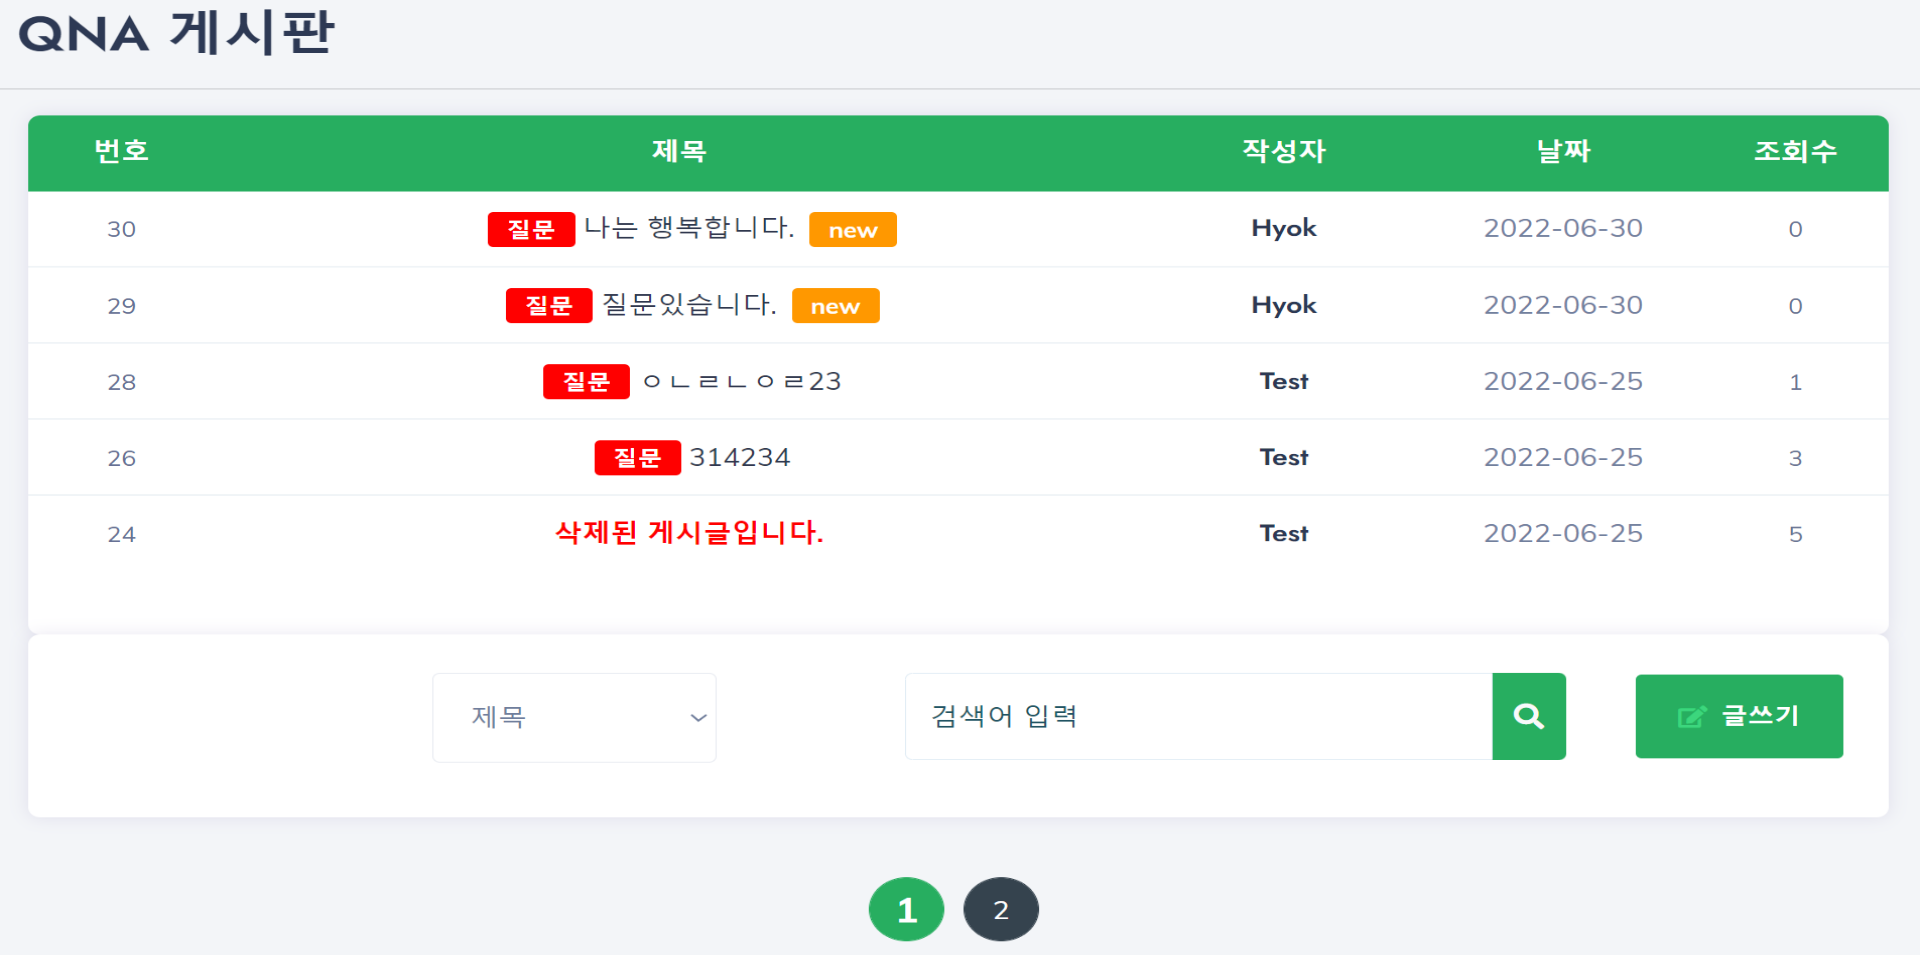 QNA 게시판
번호 제목 작성자 날짜 조회수
30 질문 나는 행복합니다. new Hyok 2022-06-30 0
29 질문 질문있습니다. new Hyok 2022-06-30 0
28 질문 ㅇㄴㄹㄴㅇㄹ23 Test 2022-06-25 1
26 질문 314234 Test 2022-06-25 3
24 삭제된 게시글입니다. Test 2022-06-25 5
제목 검색어 입력 글쓰기
1 2